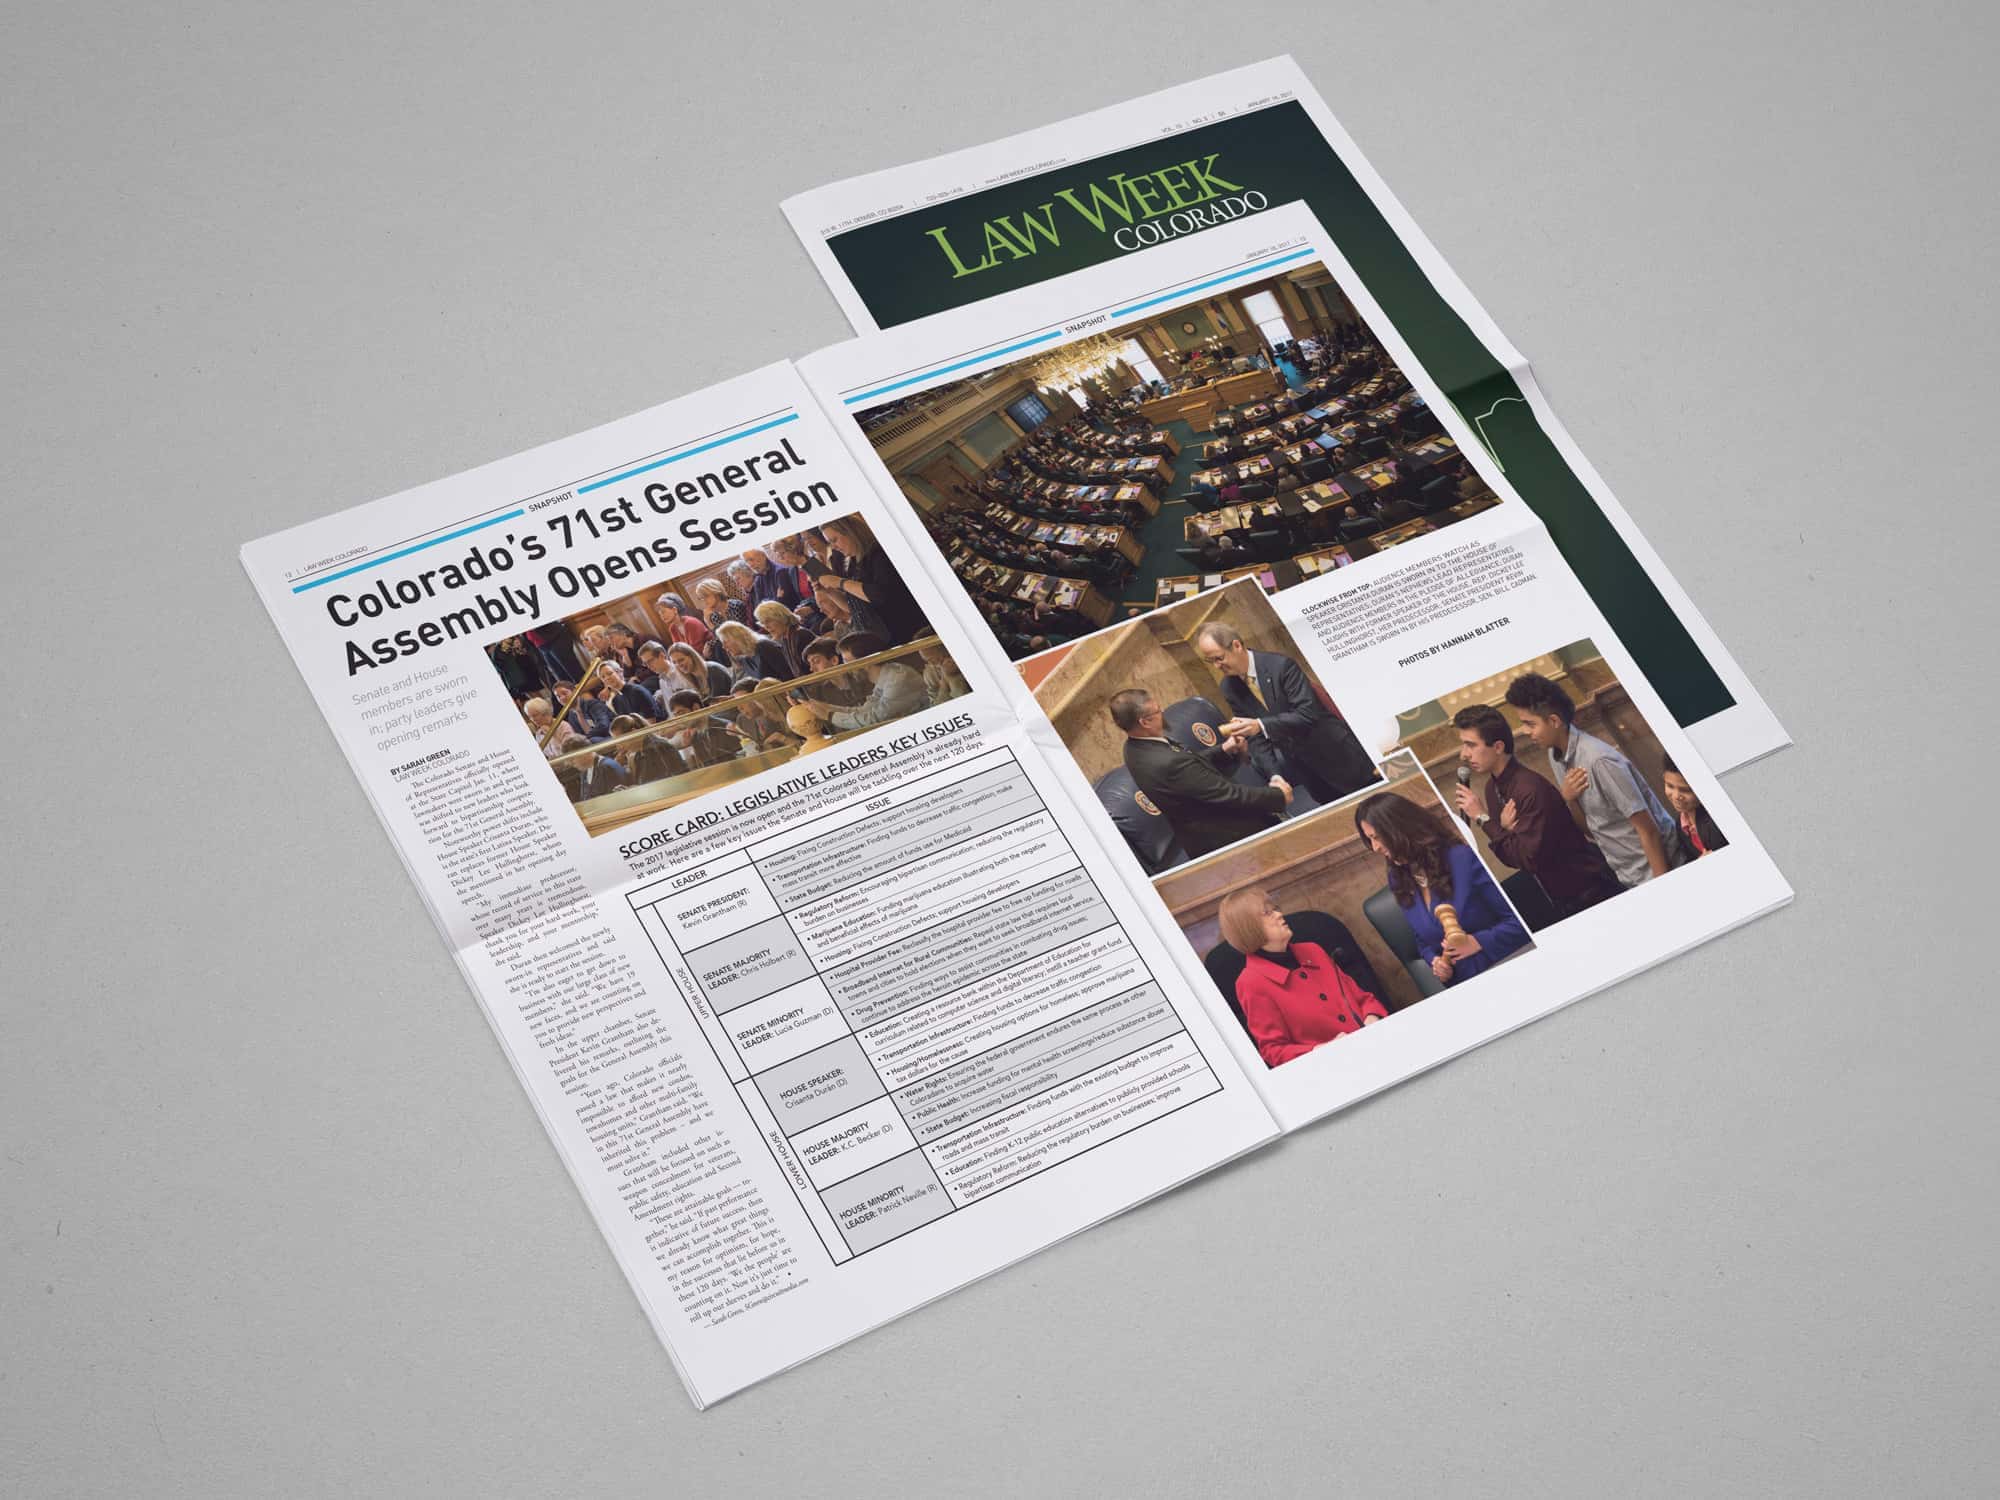 319 W. 11TH, DENVER, CO 80204 | 720-328-1418 | www.LAWWEEKCOLORADO.com VOL. 15 | NO. 3 | $6 | JANUARY 16, 2017
LAW WEEK
COLORADO
12 | LAW WEEK COLORADO
SNAPSHOT
Colorado's 71st General
Assembly Opens Session
Senate and House
members are sworn
in; party leaders give
opening remarks
BY SARAH GREEN
LAW WEEK COLORADO
The Colorado Senate and House
of Representatives officially opened
at the State Capitol Jan. 11, where
lawmakers were sworn in and power
was shifted to new leaders who look
forward to bipartisanship coopera-
tion for the 71st General Assembly.
Noteworthy power shifts include
House Speaker Crisanta Duran, who
is the state's first Latina Speaker. Du-
ran replaces former House Speaker
Dickey Lee Hullinghorst, whom
she mentioned in her opening day
speech.
"My immediate predecessor,
whose record of service to this state
over many years is tremendous,
Speaker Dickey Lee Hullinghorst,
thank you for your hard work, your
leadership, and your mentorship,"
she said.
Duran then welcomed the newly
sworn-in representatives and said
she is ready to start the session.
"I'm also eager to get down to
business with our large class of new
members," she said. "We have 19
new faces, and we are counting on
you to provide new perspectives and
fresh ideas."
In the upper chamber, Senate
President Kevin Grantham also de-
livered his remarks, outlining the
goals for the General Assembly this
session.
"Years ago, Colorado officials
passed a law that makes it nearly
impossible to afford new condos,
townhomes and other multi-family
housing units," Grantham said. "We
in this 71st General Assembly have
inherited this problem – and we
must solve it."
Grantham included other is-
sues that will be focused on such as
weapon concealment for veterans,
public safety, education and Second
Amendment rights.
"These are attainable goals — to-
gether," he said. "If past performance
is indicative of future success, then
we already know what great things
we can accomplish together. This is
my reason for optimism, for hope,
in the successes that lie before us in
these 120 days. 'We the people' are
counting on it. Now it's just time to
roll up our sleeves and do it." •
— Sarah Green, SGreen@circuitmedia.com
SCORE CARD: LEGISLATIVE LEADERS KEY ISSUES
The 2017 legislative session is now open and the 71st Colorado General Assembly is already hard
at work. Here are a few key issues the Senate and House will be tackling over the next 120 days.
LEADER
ISSUE
UPPER HOUSE
SENATE PRESIDENT:
Kevin Grantham (R)
• Housing: Fixing Construction Defects; support housing developers
• Transportation Infrastructure: Finding funds to decrease traffic congestion, make
mass transit more effective
• State Budget: Reducing the amount of funds use for Medicaid
SENATE MAJORITY
LEADER: Chris Holbert (R)
• Regulatory Reform: Encouraging bipartisan communication; reducing the regulatory
burden on businesses
• Marijuana Education: Funding marijuana education illustrating both the negative
and beneficial effects of marijuana
• Housing: Fixing Construction Defects; support housing developers
SENATE MINORITY
LEADER: Lucia Guzman (D)
• Hospital Provider Fee: Reclassify the hospital provider fee to free up funding for roads
• Broadband Internet for Rural Communities: Repeal state law that requires local
towns and cities to hold elections when they want to seek broadband internet service.
• Drug Prevention: Finding ways to assist communities in combating drug issues;
continue to address the heroin epidemic across the state
HOUSE SPEAKER:
Crisanta Durán (D)
• Education: Creating a resource bank within the Department of Education for
curriculum related to computer science and digital literacy; instill a teacher grant fund
• Transportation Infrastructure: Finding funds to decrease traffic congestion
• Housing/Homelessness: Creating housing options for homeless; approve marijuana
tax dollars for the cause
LOWER HOUSE
HOUSE MAJORITY
LEADER: K.C. Becker (D)
• Water Rights: Ensuring the federal government endures the same process as other
Coloradans to acquire water
• Public Health: Increase funding for mental health screenings/reduce substance abuse
• State Budget: Increasing fiscal responsibility
HOUSE MINORITY
LEADER: Patrick Neville (R)
• Transportation Infrastructure: Finding funds with the existing budget to improve
roads and mass transit
• Education: Finding K-12 public education alternatives to publicly provided schools
• Regulatory Reform: Reducing the regulatory burden on businesses; improve
bipartisan communication
JANUARY 16, 2017 | 13
SNAPSHOT
CLOCKWISE FROM TOP: AUDIENCE MEMBERS WATCH AS
SPEAKER CRISTANTA DURAN IS SWORN IN TO THE HOUSE OF
REPRESENTATIVES; DURAN'S NEPHEWS LEAD REPRESENTATIVES
AND AUDIENCE MEMBERS IN THE PLEDGE OF ALLEGIANCE; DURAN
LAUGHS WITH FORMER SPEAKER OF THE HOUSE, REP. DICKEY LEE
HULLINGHORST, HER PREDECESSOR; SENATE PRESIDENT KEVIN
GRANTHAM IS SWORN IN BY HIS PREDECESSOR, SEN. BILL CADMAN.
PHOTOS BY HANNAH BLATTER